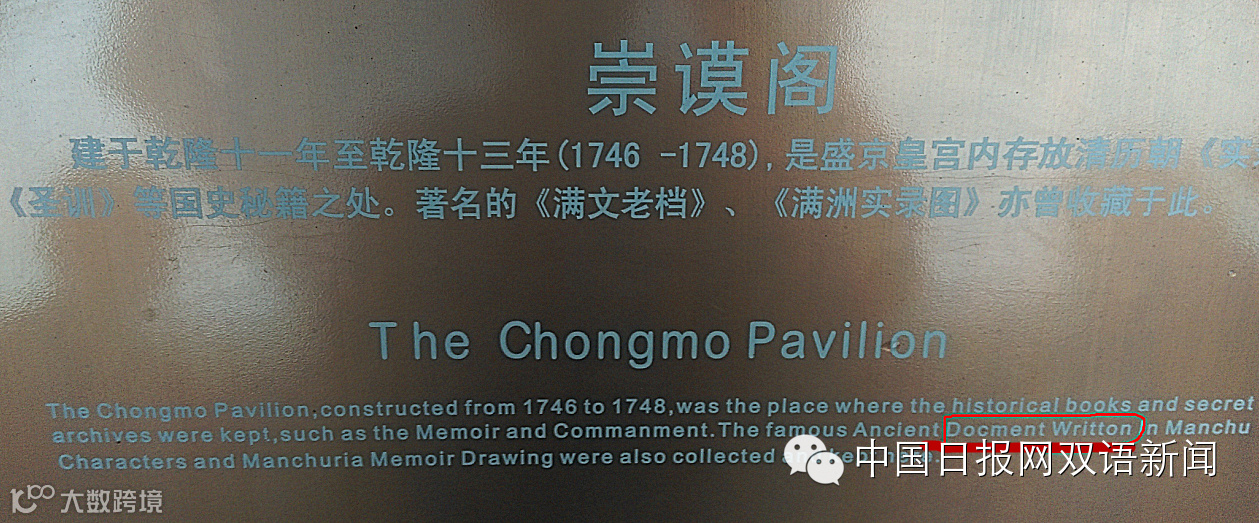 崇谟阁
建于乾隆十一年至乾隆十三年(1746 -1748),是盛京皇宫内存放清历朝《实
《圣训》等国史秘籍之处。著名的《满文老档》、《满洲实录图》亦曾收藏于此。
The Chongmo Pavilion
The Chongmo Pavilion,constructed from 1746 to 1748,was the place where the historical books and secret
archives were kept,such as the Memoir and Commanment.The famous Ancient Docment Writton in Manchu
Characters and Manchuria Memoir Drawing were also collected
中国日报网双语新闻
K100 大数跨境